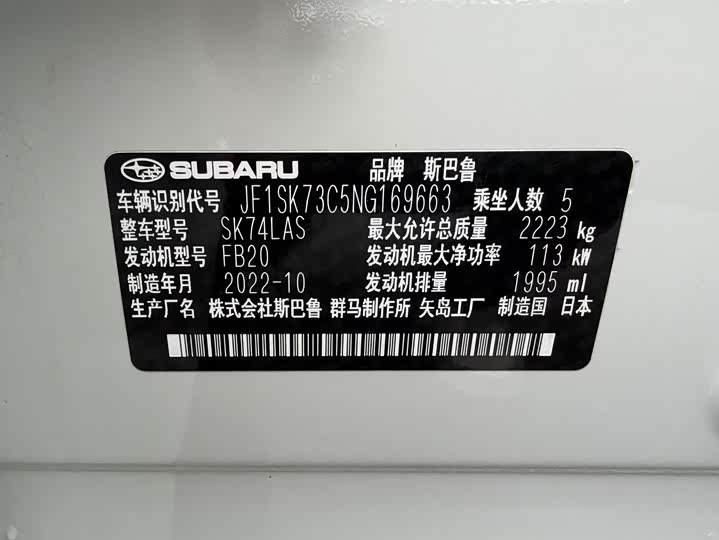 SUBARU 品牌 斯巴鲁
车辆识别代号 JF1SK73C5NG169663 乘坐人数 5
整车型号 SK74LAS 最大允许总质量 2223 kg
发动机型号 FB20 发动机最大净功率 113 kW
制造年月 2022-10 发动机排量 1995 ml
生产厂名 株式会社斯巴鲁 群马制作所 矢岛工厂 制造国 日本